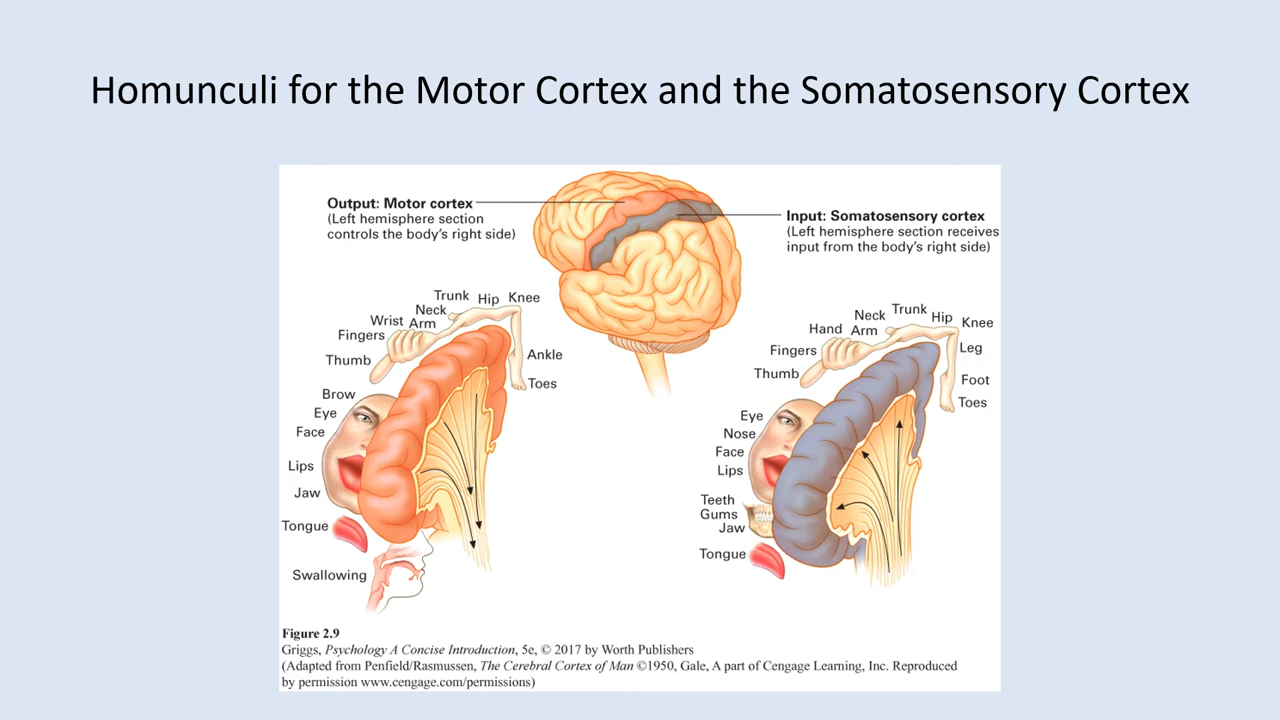 Homunculi for the Motor Cortex and the Somatosensory Cortex
Output: Motor cortex
(Left hemisphere section
controls the body's right side)
Input: Somatosensory cortex
(Left hemisphere section receives
input from the body's right side)
Trunk
Hip
Knee
Neck
Wrist
Arm
Fingers
Thumb
Ankle
Toes
Brow
Eye
Face
Lips
Jaw
Tongue
Swallowing
Trunk
Neck
Hip
Hand
Arm
Knee
Fingers
Leg
Thumb
Foot
Toes
Eye
Nose
Face
Lips
Teeth
Gums
Jaw
Tongue
Figure 2.9
Griggs, Psychology A Concise Introduction, 5e, © 2017 by Worth Publishers
(Adapted from Penfield/Rasmussen, The Cerebral Cortex of Man ©1950, Gale, A part of Cengage Learning, Inc. Reproduced
by permission www.cengage.com/permissions)